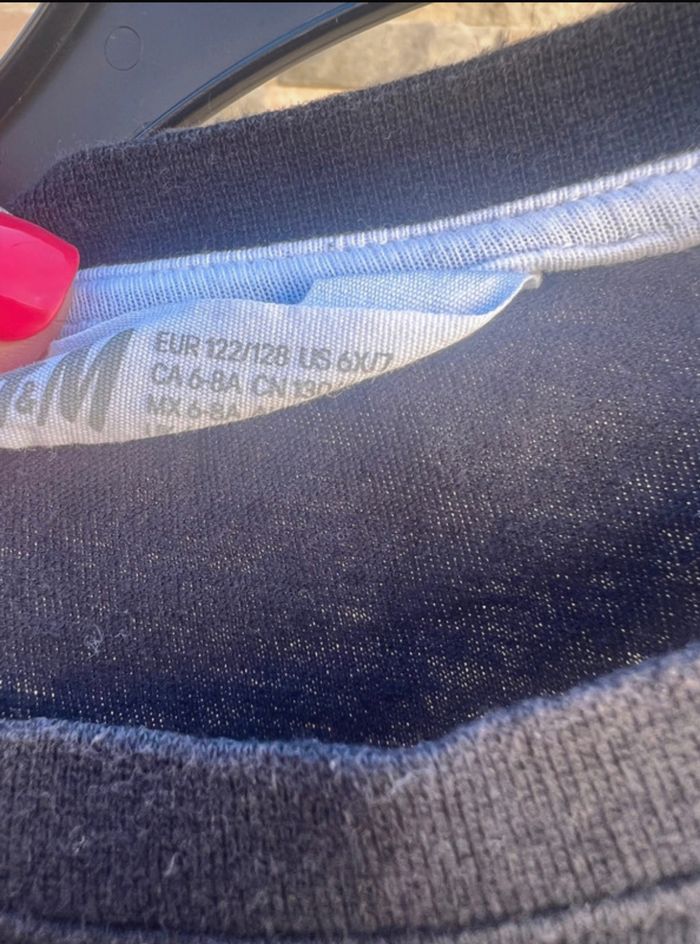 &M
EUR 122/128 US 6X/7
CA 6-8A CN 130
MX 6-8A